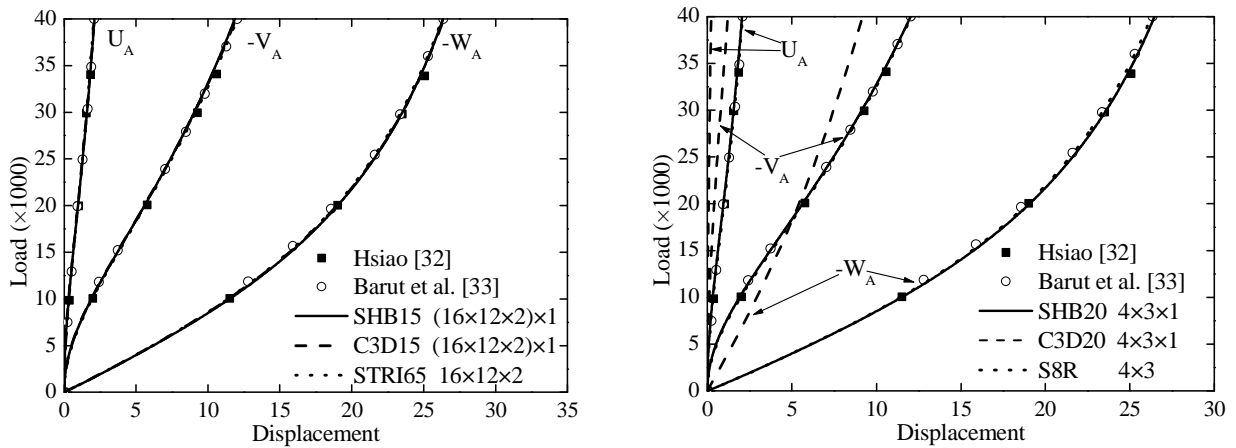 40
35
30
25
20
15
10
5
0
Load (×1000)
U_A
-V_A
-W_A
Hsiao [32]
Barut et al. [33]
SHB15 (16×12×2)×1
C3D15 (16×12×2)×1
STRI65 16×12×2
0 5 10 15 20 25 30 35
Displacement
40
35
30
25
20
15
10
5
0
Load (×1000)
U_A
-V_A
-W_A
Hsiao [32]
Barut et al. [33]
SHB20 4×3×1
C3D20 4×3×1
S8R 4×3
0 5 10 15 20 25 30
Displacement